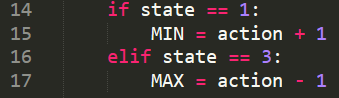 14 if state == 1:
15 MIN = action + 1
16 elif state == 3:
17 MAX = action - 1